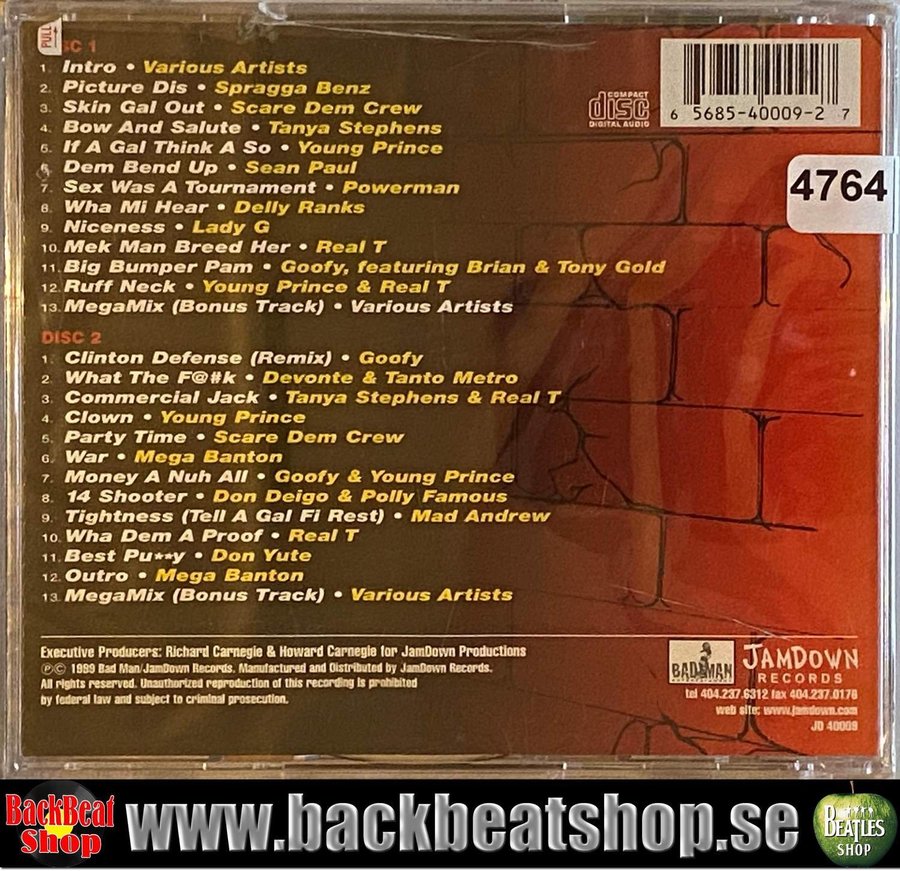 PULL
SC 1
1. Intro • Various Artists
2. Picture Dis • Spragga Benz
3. Skin Gal Out • Scare Dem Crew
4. Bow And Salute • Tanya Stephens
5. If A Gal Think A So • Young Prince
6. Dem Bend Up • Sean Paul
7. Sex Was A Tournament • Powerman
8. Wha Mi Hear • Delly Ranks
9. Niceness • Lady G
10. Mek Man Breed Her • Real T
11. Big Bumper Pam • Goofy, featuring Brian & Tony Gold
12. Ruff Neck • Young Prince & Real T
13. MegaMix (Bonus Track) • Various Artists
DISC 2
1. Clinton Defense (Remix) • Goofy
2. What The F@#k • Devonte & Tanto Metro
3. Commercial Jack • Tanya Stephens & Real T
4. Clown • Young Prince
5. Party Time • Scare Dem Crew
6. War • Mega Banton
7. Money A Nuh All • Goofy & Young Prince
8. 14 Shooter • Don Deigo & Polly Famous
9. Tightness (Tell A Gal Fi Rest) • Mad Andrew
10. Wha Dem A Proof • Real T
11. Best Pu**y • Don Yute
12. Outro • Mega Banton
13. MegaMix (Bonus Track) • Various Artists
COMPACT
disc
DIGITAL AUDIO
6 5685-40009-2 7
4764
Executive Producers: Richard Carnegie & Howard Carnegie for JamDown Productions
℗© 1999 Bad Man/JamDown Records. Manufactured and Distributed by JamDown Records.
All rights reserved. Unauthorized reproduction of this recording is prohibited
by federal law and subject to criminal prosecution.
BAD MAN
ENTERTAINMENT
JAMDOWN
RECORDS
tel 404.237.6312 fax 404.237.0176
web site: www.jamdown.com
JD 40009
BackBeat
Shop
www.backbeatshop.se
BEATLES
SHOP